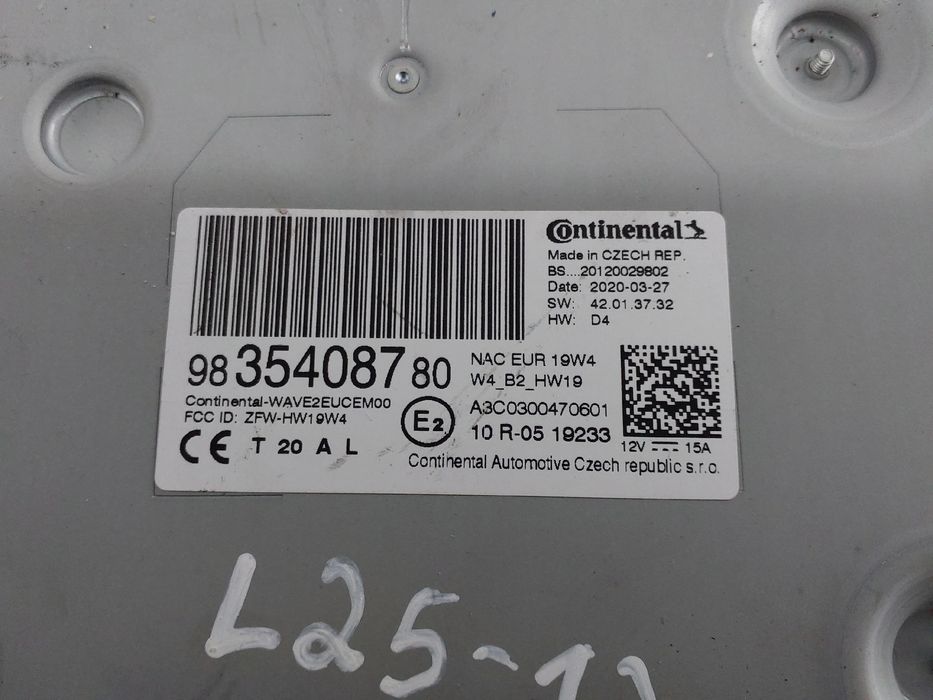 Continental
Made in CZECH REP.
BS....20120029802
Date: 2020-03-27
SW: 42.01.37.32
HW: D4
98 354087 80
NAC EUR 19W4
W4_B2_HW19
Continental-WAVE2EUCEM00
FCC ID: ZFW-HW19W4
E2
A3C0300470601
10 R-05 19233
CE T 20 A L
12V 15A
Continental Automotive Czech republic s.r.o.
L25-